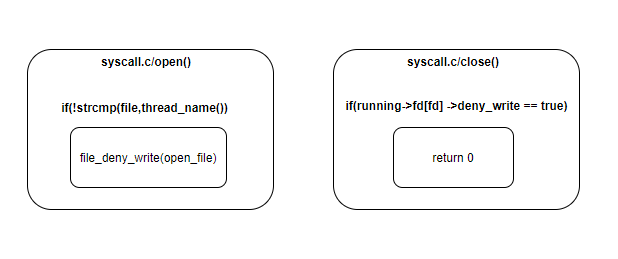 syscall.c/open()
if(!strcmp(file,thread_name())
file_deny_write(open_file)
syscall.c/close()
if(running->fd[fd] ->deny_write == true)
return 0